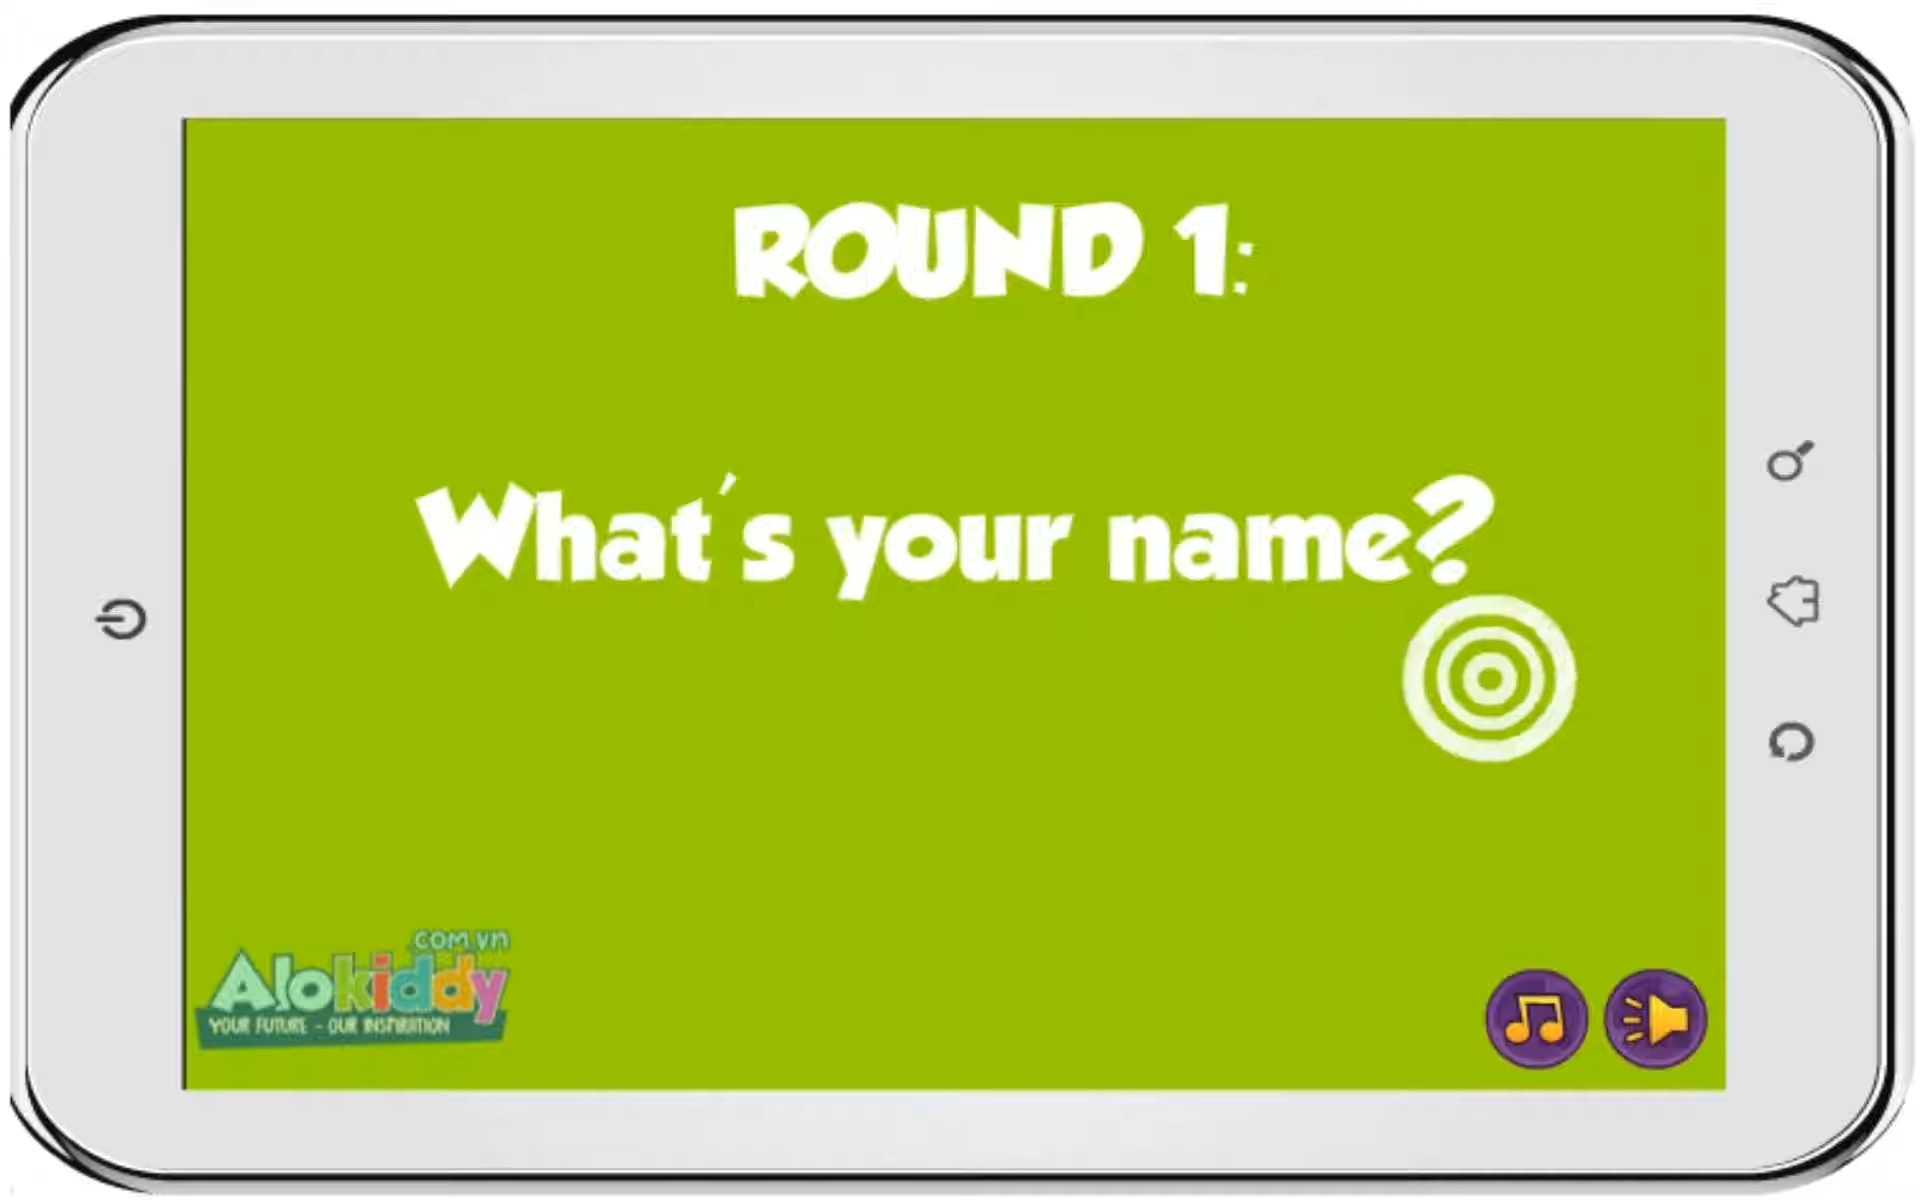 ROUND 1:
What's your name?
.com.vn
Alokiddy
YOUR FUTURE - OUR INSPIRATION